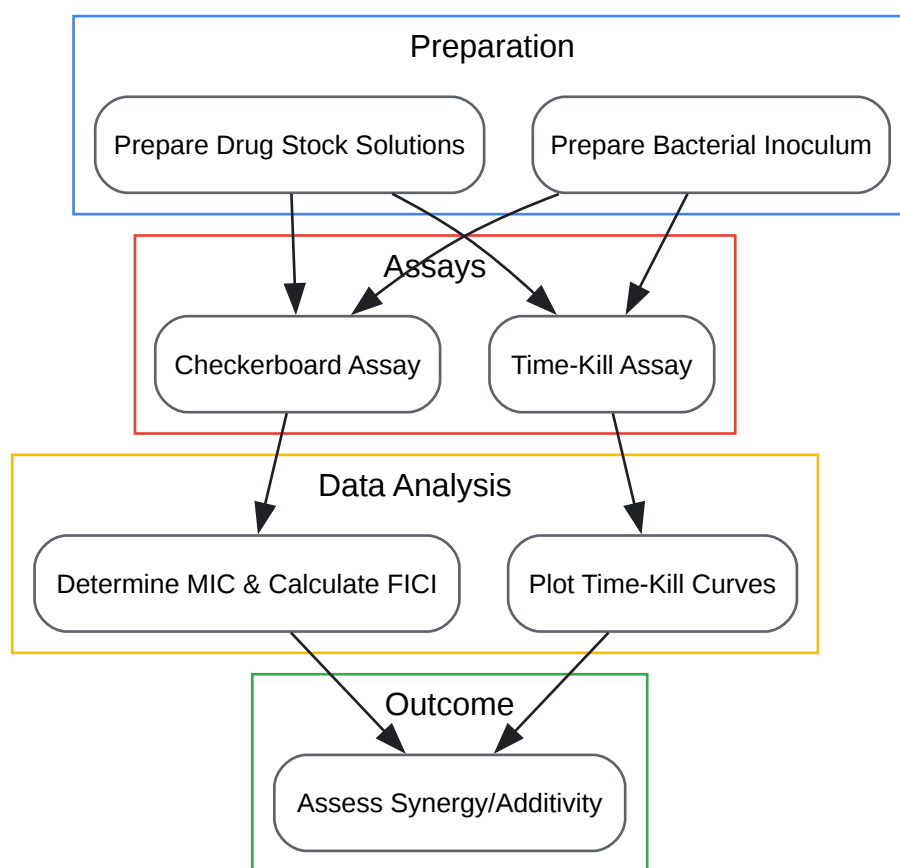 Preparation
Prepare Drug Stock Solutions
Prepare Bacterial Inoculum
Assays
Checkerboard Assay
Time-Kill Assay
Data Analysis
Determine MIC & Calculate FICI
Plot Time-Kill Curves
Outcome
Assess Synergy/Additivity